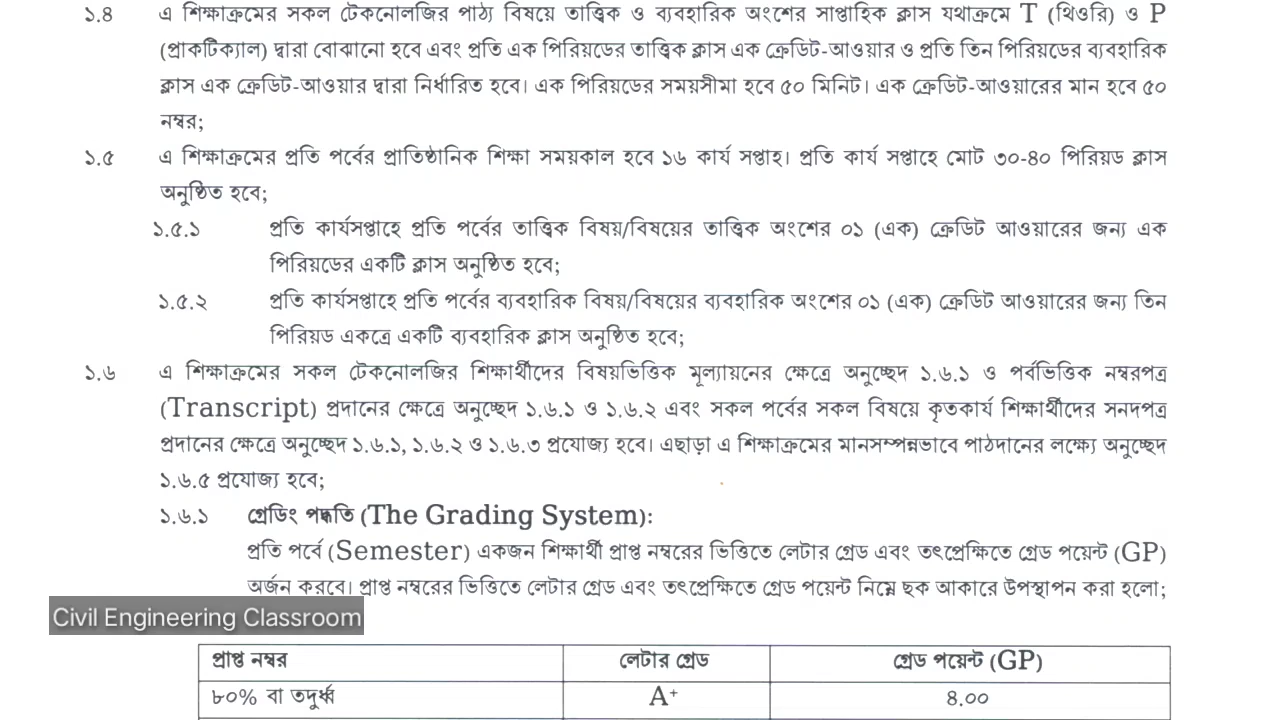 ১.৪ এ শিক্ষাক্রমের সকল টেকনোলজির পাঠ্য বিষয়ে তাত্ত্বিক ও ব্যবহারিক অংশের সাপ্তাহিক ক্লাস যথাক্রমে T (থিওরি) ও P
(প্রাকটিক্যাল) দ্বারা বোঝানো হবে এবং প্রতি এক পিরিয়ডের তাত্ত্বিক ক্লাস এক ক্রেডিট-আওয়ার ও প্রতি তিন পিরিয়ডের ব্যবহারিক
ক্লাস এক ক্রেডিট-আওয়ার দ্বারা নির্ধারিত হবে। এক পিরিয়ডের সময়সীমা হবে ৫০ মিনিট। এক ক্রেডিট-আওয়ারের মান হবে ৫০
নম্বর;
১.৫ এ শিক্ষাক্রমের প্রতি পর্বের প্রাতিষ্ঠানিক শিক্ষা সময়কাল হবে ১৬ কার্য সপ্তাহ। প্রতি কার্য সপ্তাহে মোট ৩০-৪০ পিরিয়ড ক্লাস
অনুষ্ঠিত হবে;
১.৫.১ প্রতি কার্যসপ্তাহে প্রতি পর্বের তাত্ত্বিক বিষয়/বিষয়ের তাত্ত্বিক অংশের ০১ (এক) ক্রেডিট আওয়ারের জন্য এক
পিরিয়ডের একটি ক্লাস অনুষ্ঠিত হবে;
১.৫.২ প্রতি কার্যসপ্তাহে প্রতি পর্বের ব্যবহারিক বিষয়/বিষয়ের ব্যবহারিক অংশের ০১ (এক) ক্রেডিট আওয়ারের জন্য তিন
পিরিয়ড একত্রে একটি ব্যবহারিক ক্লাস অনুষ্ঠিত হবে;
১.৬ এ শিক্ষাক্রমের সকল টেকনোলজির শিক্ষার্থীদের বিষয়ভিত্তিক মূল্যায়নের ক্ষেত্রে অনুচ্ছেদ ১.৬.১ ও পর্বভিত্তিক নম্বরপত্র
(Transcript) প্রদানের ক্ষেত্রে অনুচ্ছেদ ১.৬.১ ও ১.৬.২ এবং সকল পর্বের সকল বিষয়ে কৃতকার্য শিক্ষার্থীদের সনদপত্র
প্রদানের ক্ষেত্রে অনুচ্ছেদ ১.৬.১, ১.৬.২ ও ১.৬.৩ প্রযোজ্য হবে। এছাড়া এ শিক্ষাক্রমের মানসম্পন্নভাবে পাঠদানের লক্ষ্যে অনুচ্ছেদ
১.৬.৫ প্রযোজ্য হবে;
১.৬.১ গ্রেডিং পদ্ধতি (The Grading System):
প্রতি পর্বে (Semester) একজন শিক্ষার্থী প্রাপ্ত নম্বরের ভিত্তিতে লেটার গ্রেড এবং তৎপ্রেক্ষিতে গ্রেড পয়েন্ট (GP)
অর্জন করবে। প্রাপ্ত নম্বরের ভিত্তিতে লেটার গ্রেড এবং তৎপ্রেক্ষিতে গ্রেড পয়েন্ট নিম্নে ছক আকারে উপস্থাপন করা হলো;
Civil Engineering Classroom
প্রাপ্ত নম্বর লেটার গ্রেড গ্রেড পয়েন্ট (GP)
৮০% বা তদুর্ধ্ব A+ ৪.০০